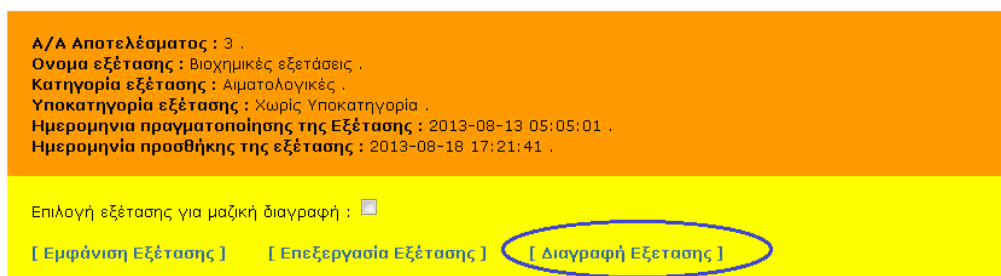 Α/Α Αποτελέσματος : 3 .
Ονομα εξέτασης : Βιοχημικές εξετάσεις .
Κατηγορία εξέτασης : Αιματολογικές .
Υποκατηγορία εξέτασης : Χωρίς Υποκατηγορία .
Ημερομηνια πραγματοποίησης της Εξέτασης : 2013-08-13 05:05:01 .
Ημερομηνία προσθήκης της εξέτασης : 2013-08-18 17:21:41 .
Επιλογή εξέτασης για μαζική διαγραφή :
[ Εμφάνιση Εξέτασης ] [ Επεξεργασία Εξέτασης ] [ Διαγραφή Εξετασης ]